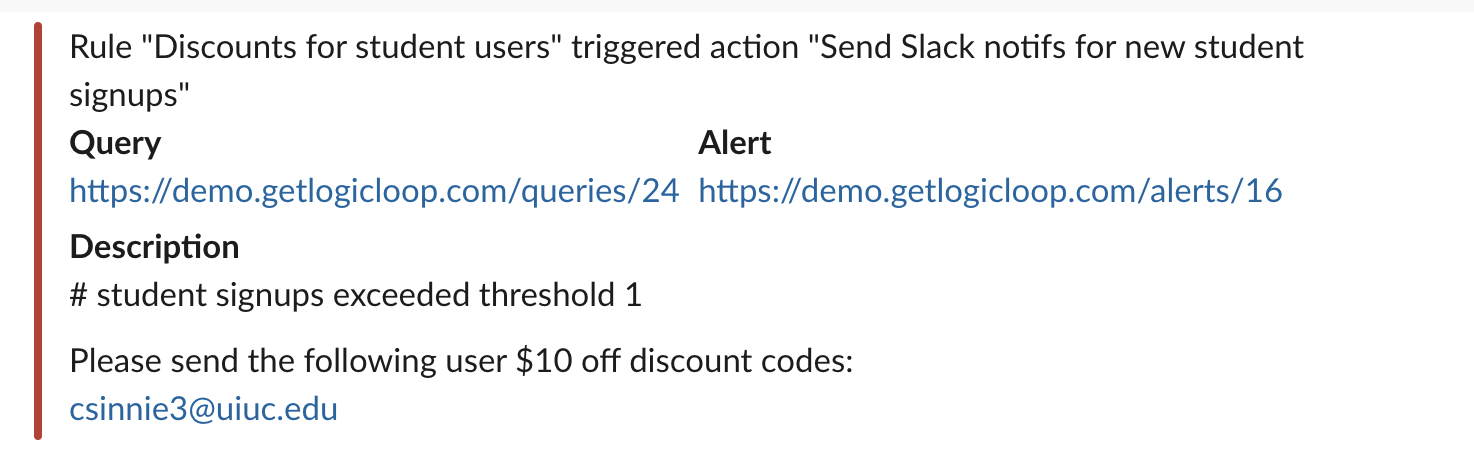 Rule "Discounts for student users" triggered action "Send Slack notifs for new student
signups"
Query Alert
https://demo.getlogicloop.com/queries/24 https://demo.getlogicloop.com/alerts/16
Description
# student signups exceeded threshold 1
Please send the following user $10 off discount codes:
csinnie3@uiuc.edu